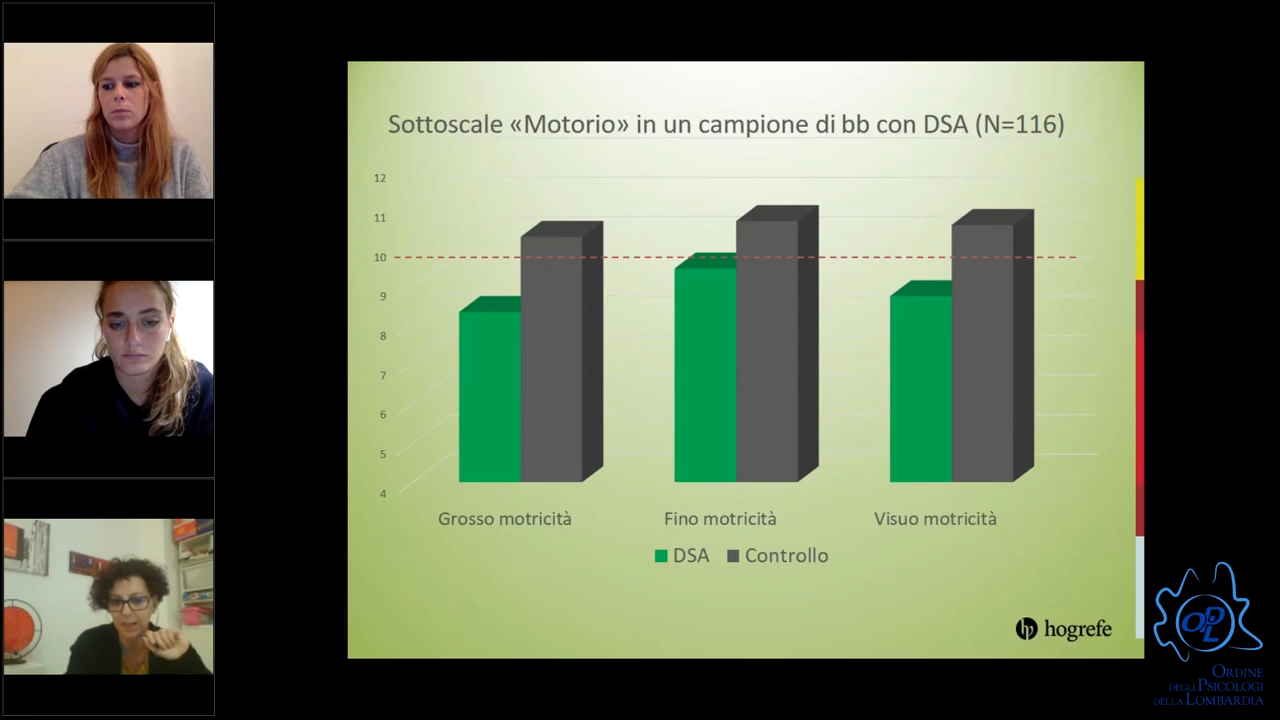 Sottoscale «Motorio» in un campione di bb con DSA (N=116)
12
11
10
9
8
7
6
5
4
Grosso motricità
Fino motricità
Visuo motricità
DSA
Controllo
hogrefe
OPL
ORDINE
DEGLI PSICOLOGI
DELLA LOMBARDIA